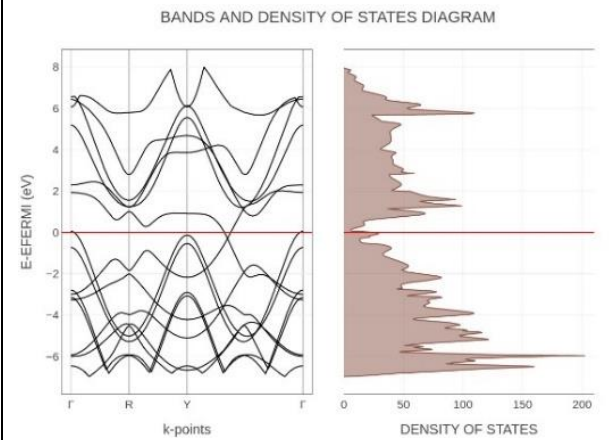 BANDS AND DENSITY OF STATES DIAGRAM
E-EFERMI (eV)
8
6
4
2
0
−2
−4
−6
Γ R Y Γ
k-points
0 50 100 150 200
DENSITY OF STATES